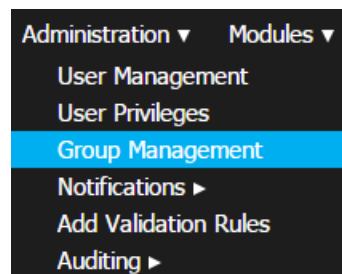 Administration ▾ Modules ▾
User Management
User Privileges
Group Management
Notifications ▸
Add Validation Rules
Auditing ▸